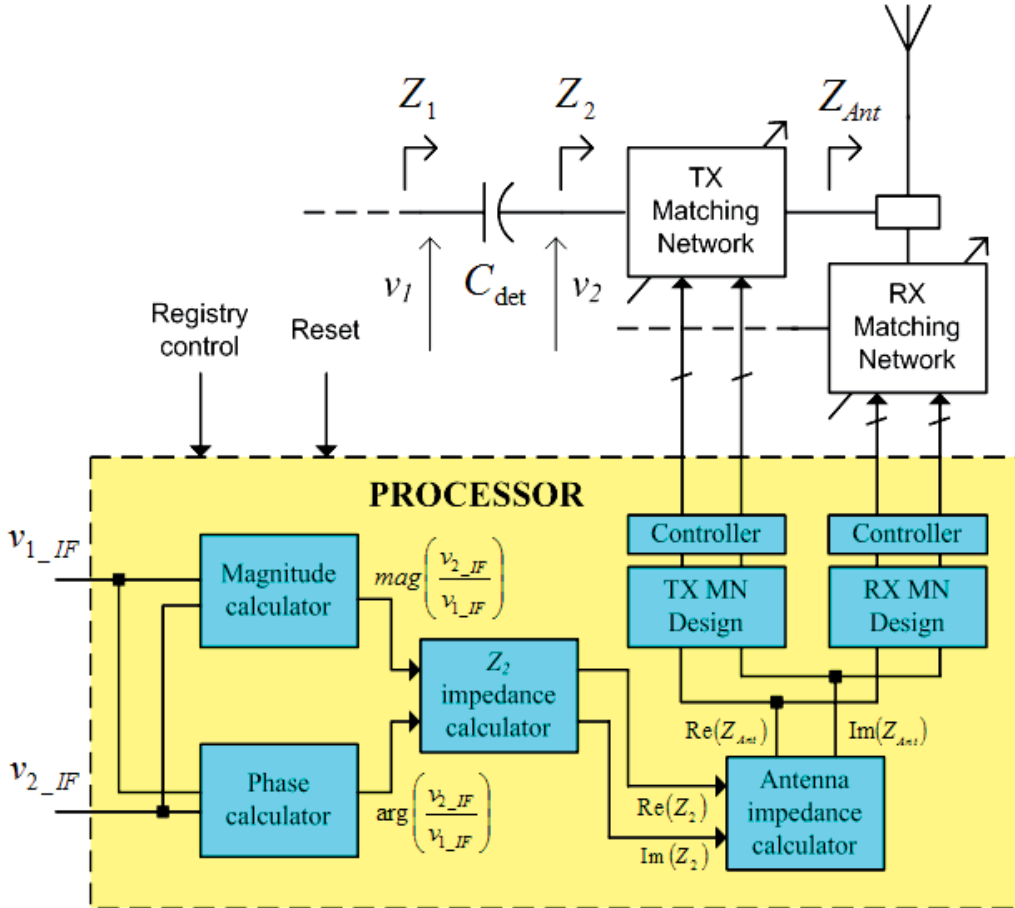 Z1
Z2
ZAnt
TX
Matching
Network
v1
Cdet
v2
RX
Matching
Network
Registry
control
Reset
PROCESSOR
v1_IF
Magnitude
calculator
mag(v2_IF / v1_IF)
Controller
Controller
TX MN
Design
RX MN
Design
Z2
impedance
calculator
Re(ZAnt)
Im(ZAnt)
v2_IF
Phase
calculator
arg(v2_IF / v1_IF)
Re(Z2)
Im(Z2)
Antenna
impedance
calculator